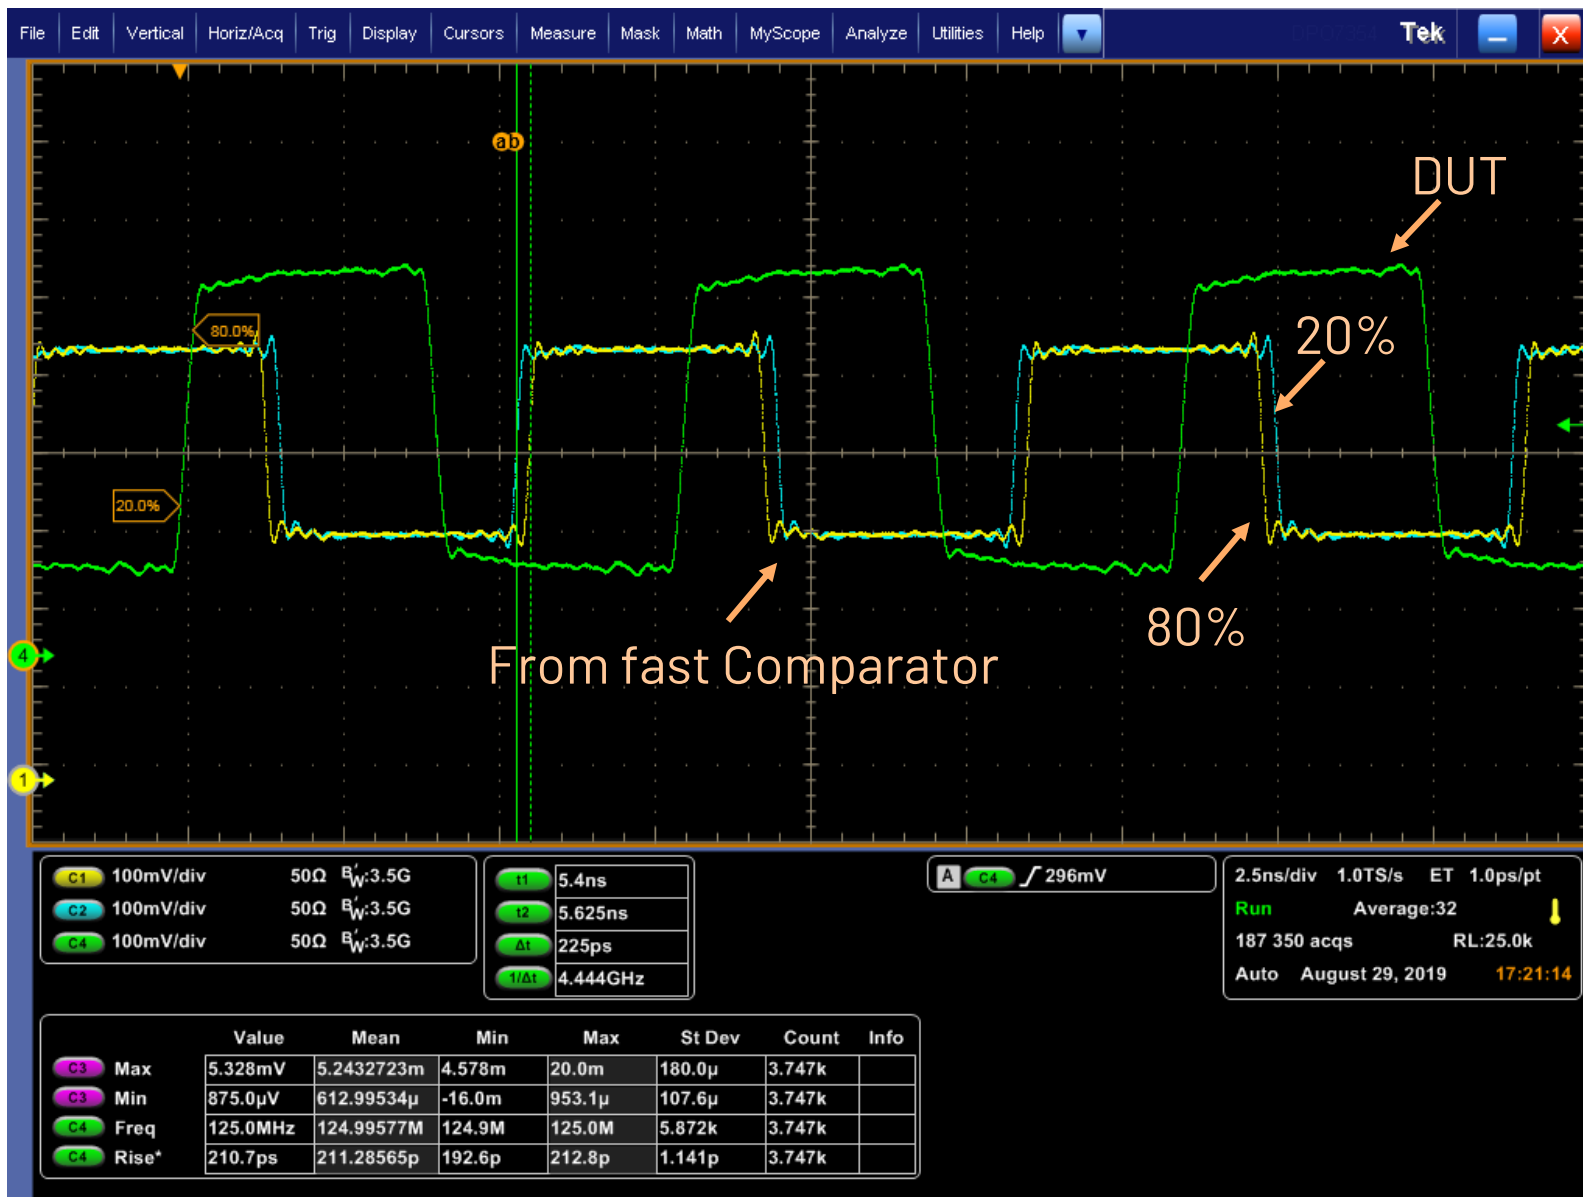 File Edit Vertical Horiz/Acq Trig Display Cursors Measure Mask Math MyScope Analyze Utilities Help Tek X
a b
DUT
80.0%
20%
20.0%
80%
4
From fast Comparator
1
C1 100mV/div 50Ω BW:3.5G
C2 100mV/div 50Ω BW:3.5G
C4 100mV/div 50Ω BW:3.5G
t1 5.4ns
t2 5.625ns
Δt 225ps
1/Δt 4.444GHz
A C4 296mV
2.5ns/div 1.0TS/s ET 1.0ps/pt
Run Average:32
187 350 acqs RL:25.0k
Auto August 29, 2019 17:21:14
Value Mean Min Max St Dev Count Info
C3 Max 5.328mV 5.2432723m 4.578m 20.0m 180.0µ 3.747k
C3 Min 875.0µV 612.99534µ -16.0m 953.1µ 107.6µ 3.747k
C4 Freq 125.0MHz 124.99577M 124.9M 125.0M 5.872k 3.747k
C4 Rise* 210.7ps 211.28565p 192.6p 212.8p 1.141p 3.747k